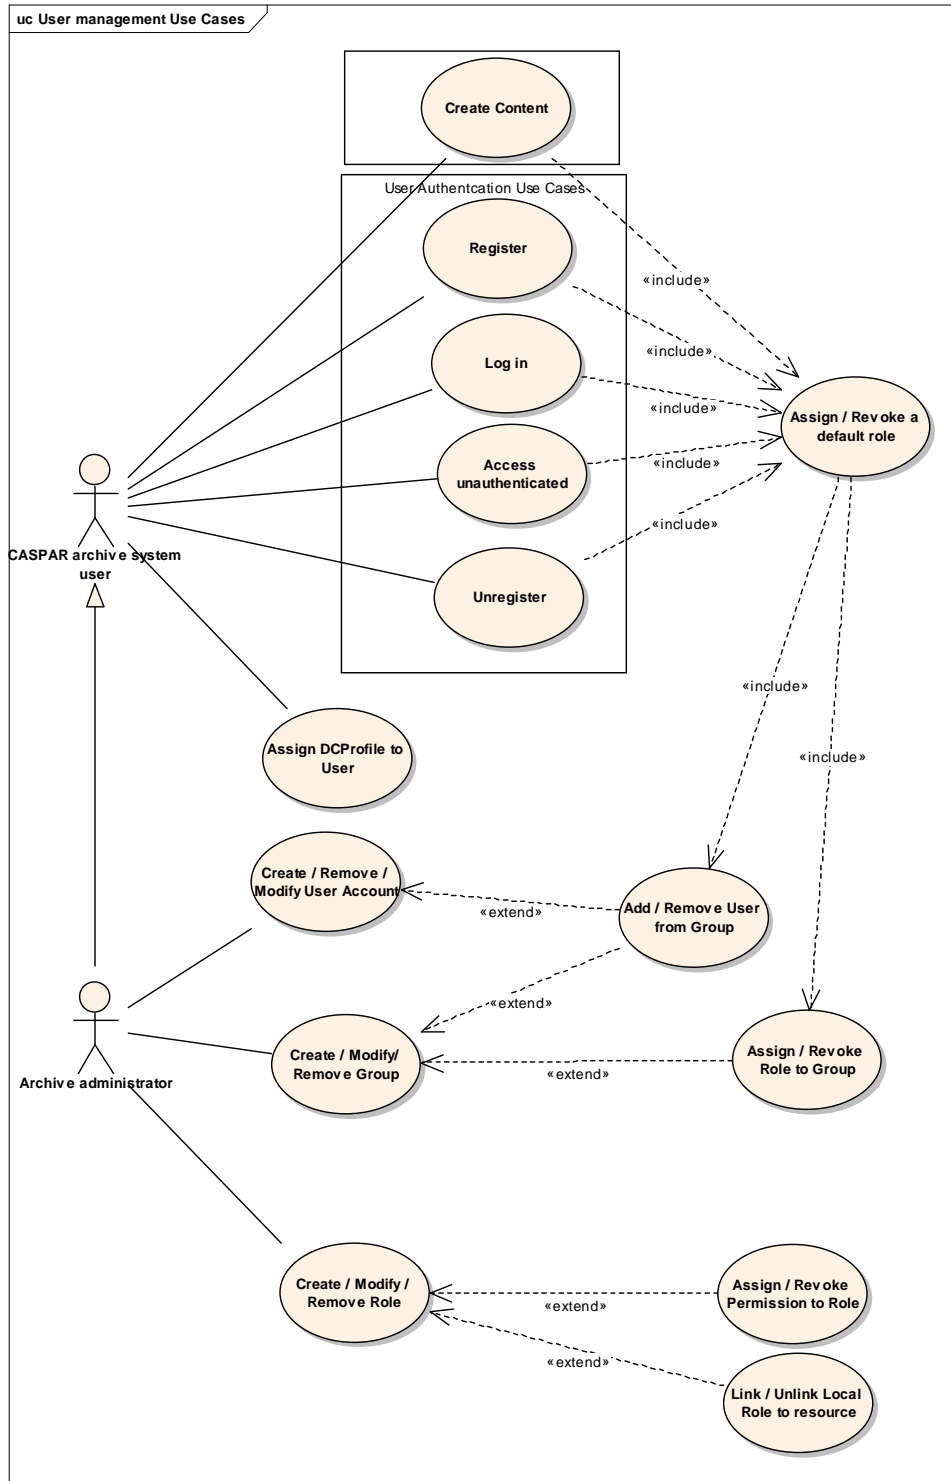 uc User management Use Cases
Create Content
User Authentcation Use Cases
Register
«include»
Log in
«include»
Assign / Revoke a
default role
«include»
Access
unauthenticated
«include»
«include»
CASPAR archive system
user
Unregister
«include»
Assign DCProfile to
User
«include»
Create / Remove /
Modify User Account
Add / Remove User
from Group
«extend»
«extend»
Archive administrator
Create / Modify/
Remove Group
Assign / Revoke
Role to Group
«extend»
Create / Modify /
Remove Role
Assign / Revoke
Permission to Role
«extend»
«extend»
Link / Unlink Local
Role to resource